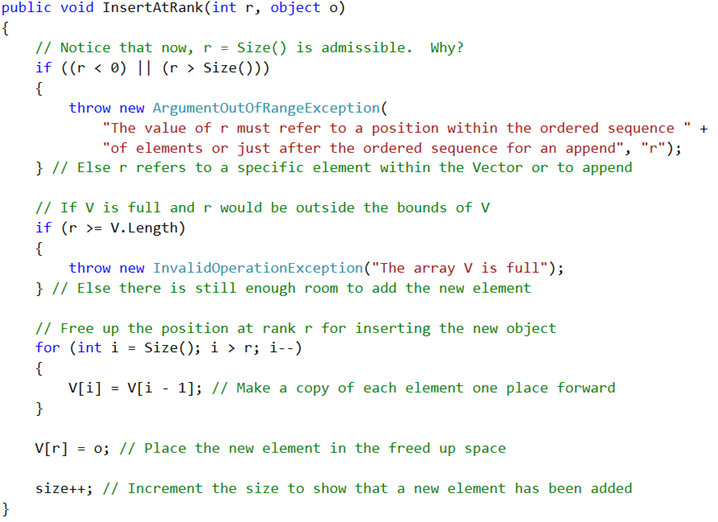 public void InsertAtRank(int r, object o)
{
    // Notice that now, r = Size() is admissible.  Why?
    if ((r < 0) || (r > Size()))
    {
        throw new ArgumentOutOfRangeException(
            "The value of r must refer to a position within the ordered sequence " +
            "of elements or just after the ordered sequence for an append", "r");
    } // Else r refers to a specific element within the Vector or to append

    // If V is full and r would be outside the bounds of V
    if (r >= V.Length)
    {
        throw new InvalidOperationException("The array V is full");
    } // Else there is still enough room to add the new element

    // Free up the position at rank r for inserting the new object
    for (int i = Size(); i > r; i--)
    {
        V[i] = V[i - 1]; // Make a copy of each element one place forward
    }

    V[r] = o; // Place the new element in the freed up space

    size++; // Increment the size to show that a new element has been added
}